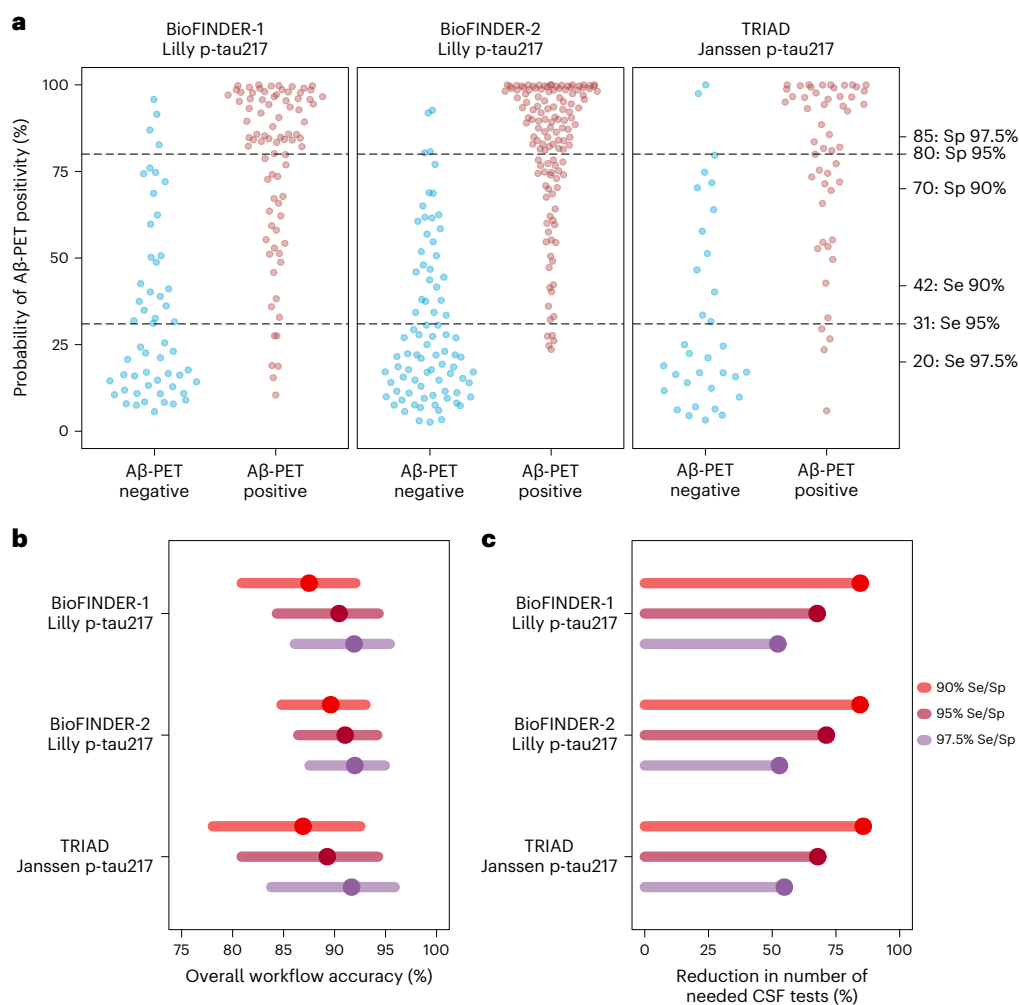 a
BioFINDER-1
Lilly p-tau217
BioFINDER-2
Lilly p-tau217
TRIAD
Janssen p-tau217
Probability of Aβ-PET positivity (%)
100
75
50
25
0
85: Sp 97.5%
80: Sp 95%
70: Sp 90%
42: Se 90%
31: Se 95%
20: Se 97.5%
Aβ-PET
negative
Aβ-PET
positive
Aβ-PET
negative
Aβ-PET
positive
Aβ-PET
negative
Aβ-PET
positive
b
BioFINDER-1
Lilly p-tau217
BioFINDER-2
Lilly p-tau217
TRIAD
Janssen p-tau217
75 80 85 90 95 100
Overall workflow accuracy (%)
c
BioFINDER-1
Lilly p-tau217
BioFINDER-2
Lilly p-tau217
TRIAD
Janssen p-tau217
0 25 50 75 100
Reduction in number of
needed CSF tests (%)
90% Se/Sp
95% Se/Sp
97.5% Se/Sp